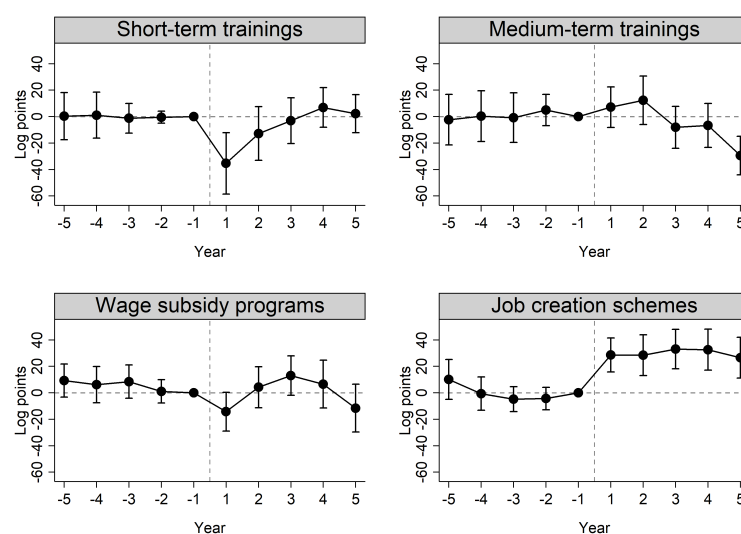 Short-term trainings
Log points
40
20
0
-20
-40
-60
-5 -4 -3 -2 -1 1 2 3 4 5
Year
Medium-term trainings
Log points
40
20
0
-20
-40
-60
-5 -4 -3 -2 -1 1 2 3 4 5
Year
Wage subsidy programs
Log points
40
20
0
-20
-40
-60
-5 -4 -3 -2 -1 1 2 3 4 5
Year
Job creation schemes
Log points
40
20
0
-20
-40
-60
-5 -4 -3 -2 -1 1 2 3 4 5
Year